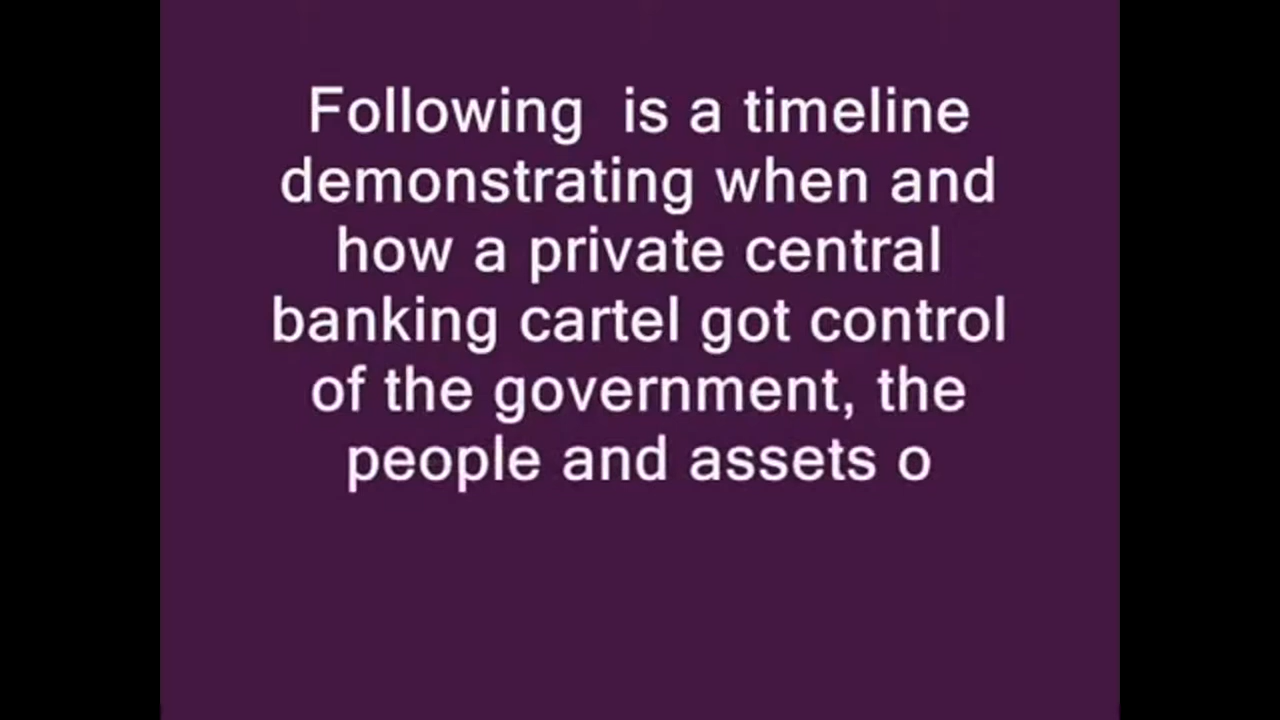 Following  is a timeline
demonstrating when and
how a private central
banking cartel got control
of the government, the
people and assets o